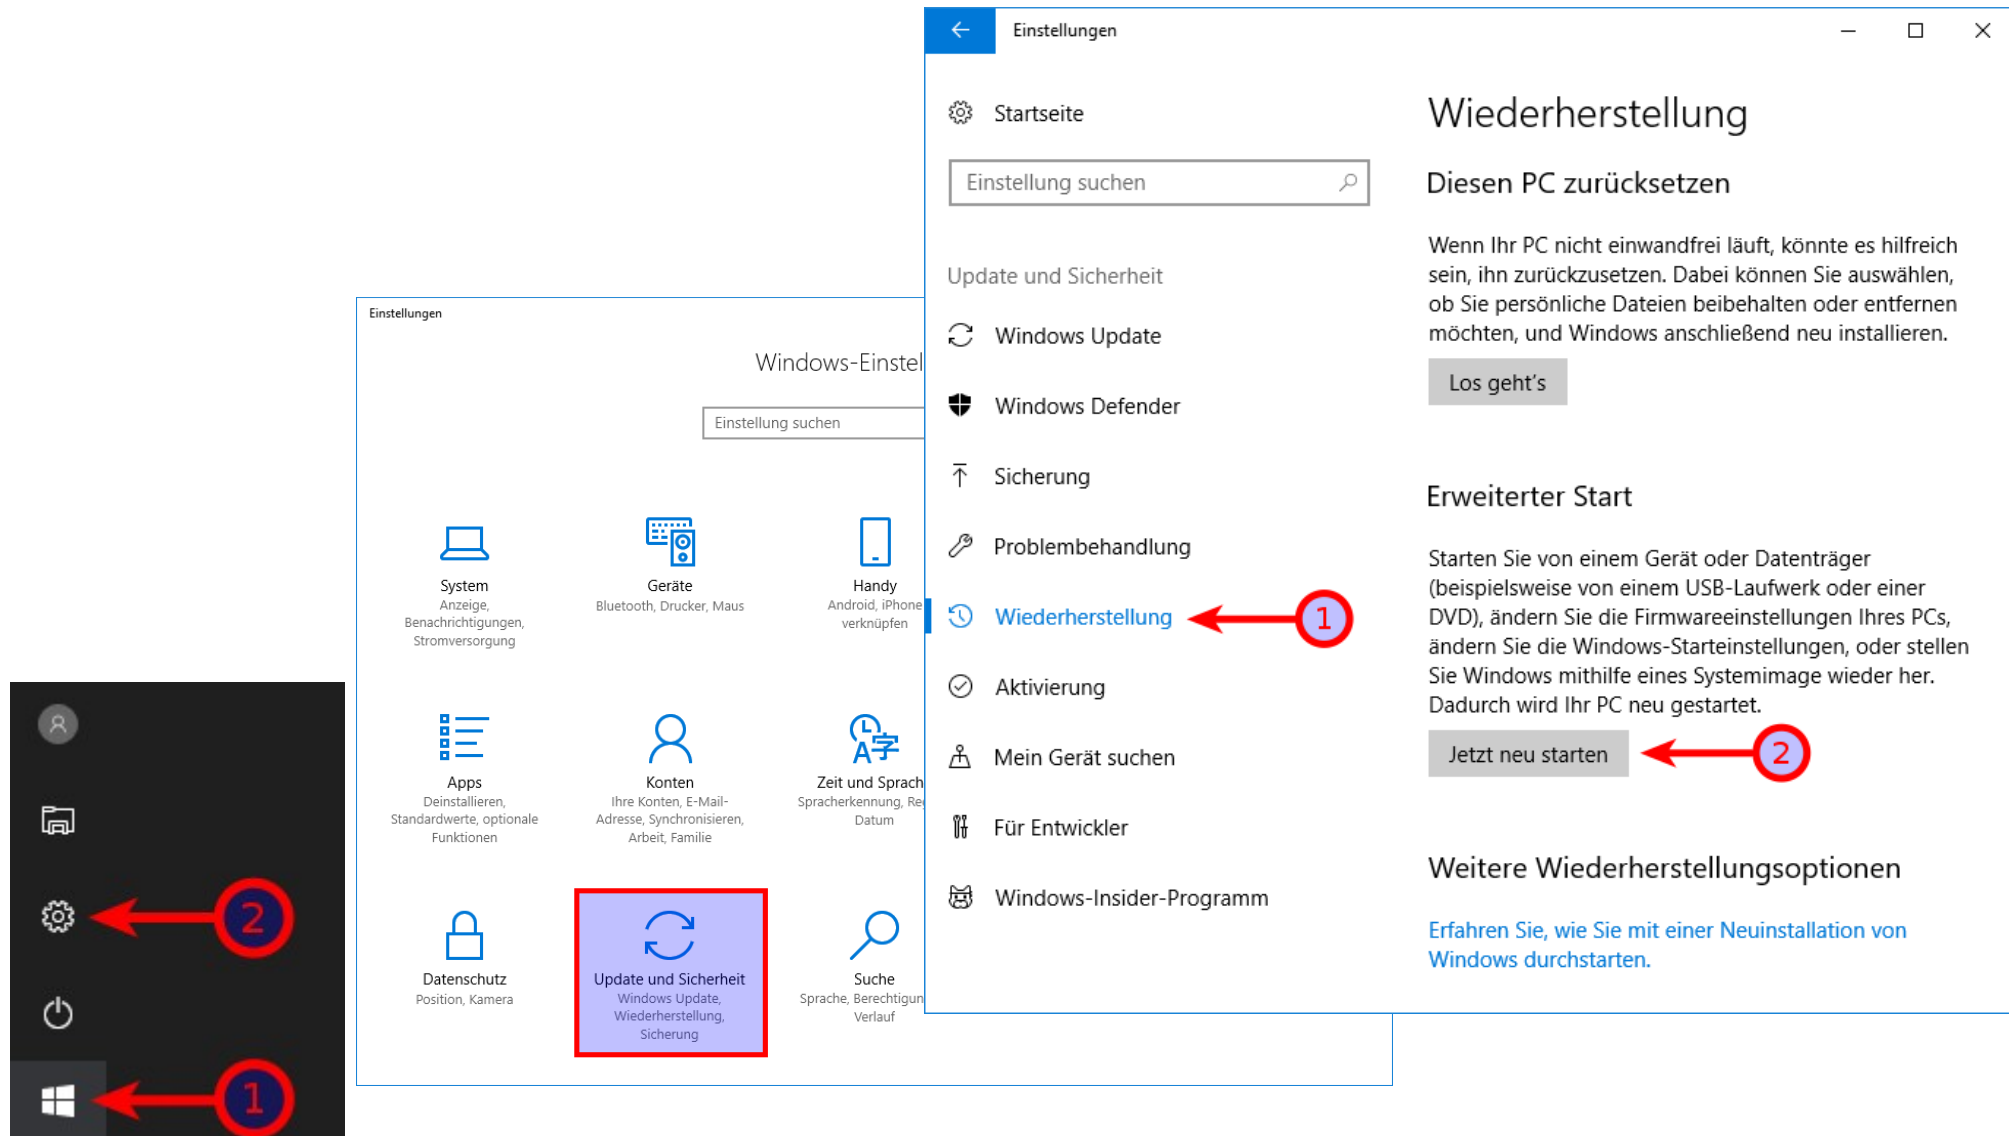 2
1
Einstellungen
Windows-Einstel
Einstellung suchen
System
Anzeige,
Benachrichtigungen,
Stromversorgung
Geräte
Bluetooth, Drucker, Maus
Handy
Android, iPhone
verknüpfen
Apps
Deinstallieren,
Standardwerte, optionale
Funktionen
Konten
Ihre Konten, E-Mail-
Adresse, Synchronisieren,
Arbeit, Familie
Zeit und Sprach
Spracherkennung, Re
Datum
Datenschutz
Position, Kamera
Update und Sicherheit
Windows Update,
Wiederherstellung,
Sicherung
Suche
Sprache, Berechtigun
Verlauf
Einstellungen
Startseite
Einstellung suchen
Update und Sicherheit
Windows Update
Windows Defender
Sicherung
Problembehandlung
Wiederherstellung
1
Aktivierung
Mein Gerät suchen
Für Entwickler
Windows-Insider-Programm
Wiederherstellung
Diesen PC zurücksetzen
Wenn Ihr PC nicht einwandfrei läuft, könnte es hilfreich
sein, ihn zurückzusetzen. Dabei können Sie auswählen,
ob Sie persönliche Dateien beibehalten oder entfernen
möchten, und Windows anschließend neu installieren.
Los geht's
Erweiterter Start
Starten Sie von einem Gerät oder Datenträger
(beispielsweise von einem USB-Laufwerk oder einer
DVD), ändern Sie die Firmwareeinstellungen Ihres PCs,
ändern Sie die Windows-Starteinstellungen, oder stellen
Sie Windows mithilfe eines Systemimage wieder her.
Dadurch wird Ihr PC neu gestartet.
Jetzt neu starten
2
Weitere Wiederherstellungsoptionen
Erfahren Sie, wie Sie mit einer Neuinstallation von
Windows durchstarten.